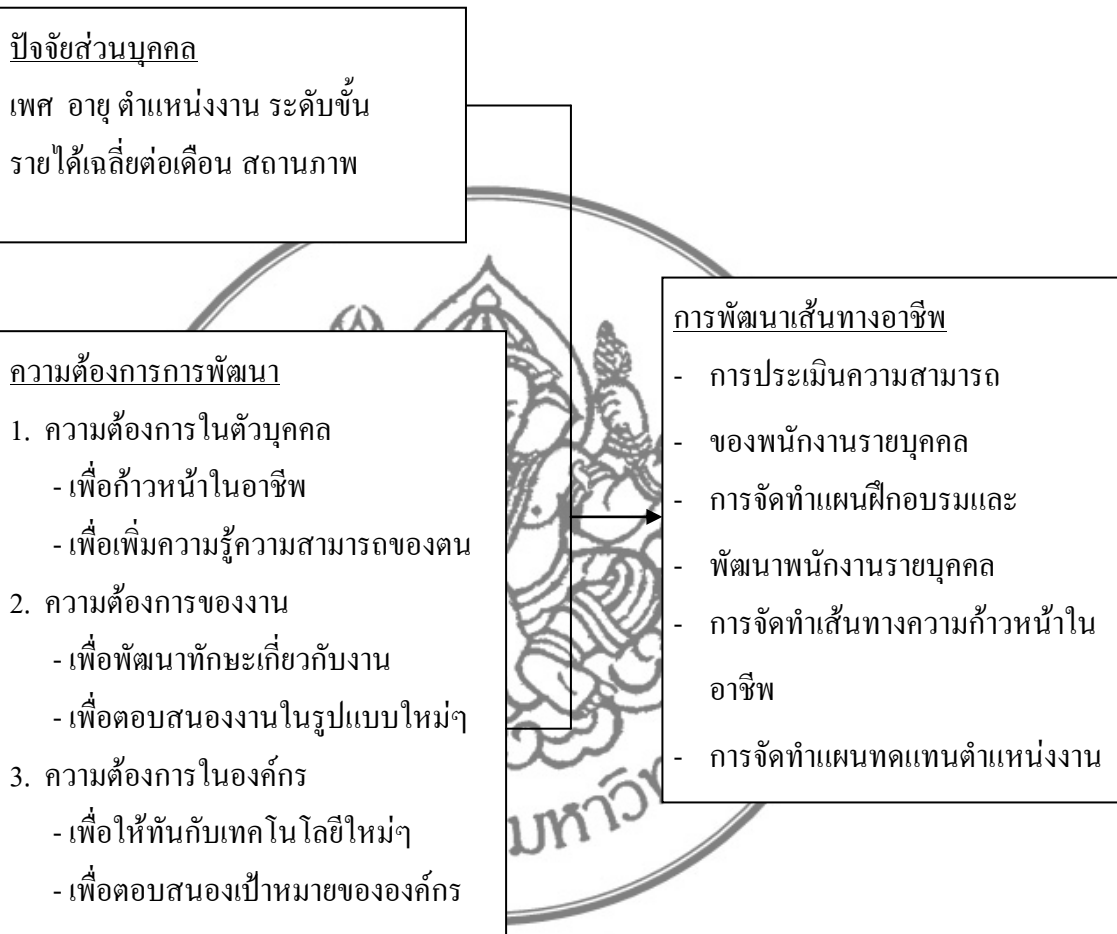 ปัจจัยส่วนบุคคล
เพศ อายุ ตำแหน่งงาน ระดับขั้น
รายได้เฉลี่ยต่อเดือน สถานภาพ
ความต้องการการพัฒนา
1. ความต้องการในตัวบุคคล
- เพื่อก้าวหน้าในอาชีพ
- เพื่อเพิ่มความรู้ความสามารถของตน
2. ความต้องการของงาน
- เพื่อพัฒนาทักษะเกี่ยวกับงาน
- เพื่อตอบสนองงานในรูปแบบใหม่ๆ
3. ความต้องการในองค์กร
- เพื่อให้ทันกับเทคโนโลยีใหม่ๆ
- เพื่อตอบสนองเป้าหมายขององค์กร
การพัฒนาเส้นทางอาชีพ
- การประเมินความสามารถ
- ของพนักงานรายบุคคล
- การจัดทำแผนฝึกอบรมและ
- พัฒนาพนักงานรายบุคคล
- การจัดทำเส้นทางความก้าวหน้าใน
อาชีพ
- การจัดทำแผนทดแทนตำแหน่งงาน